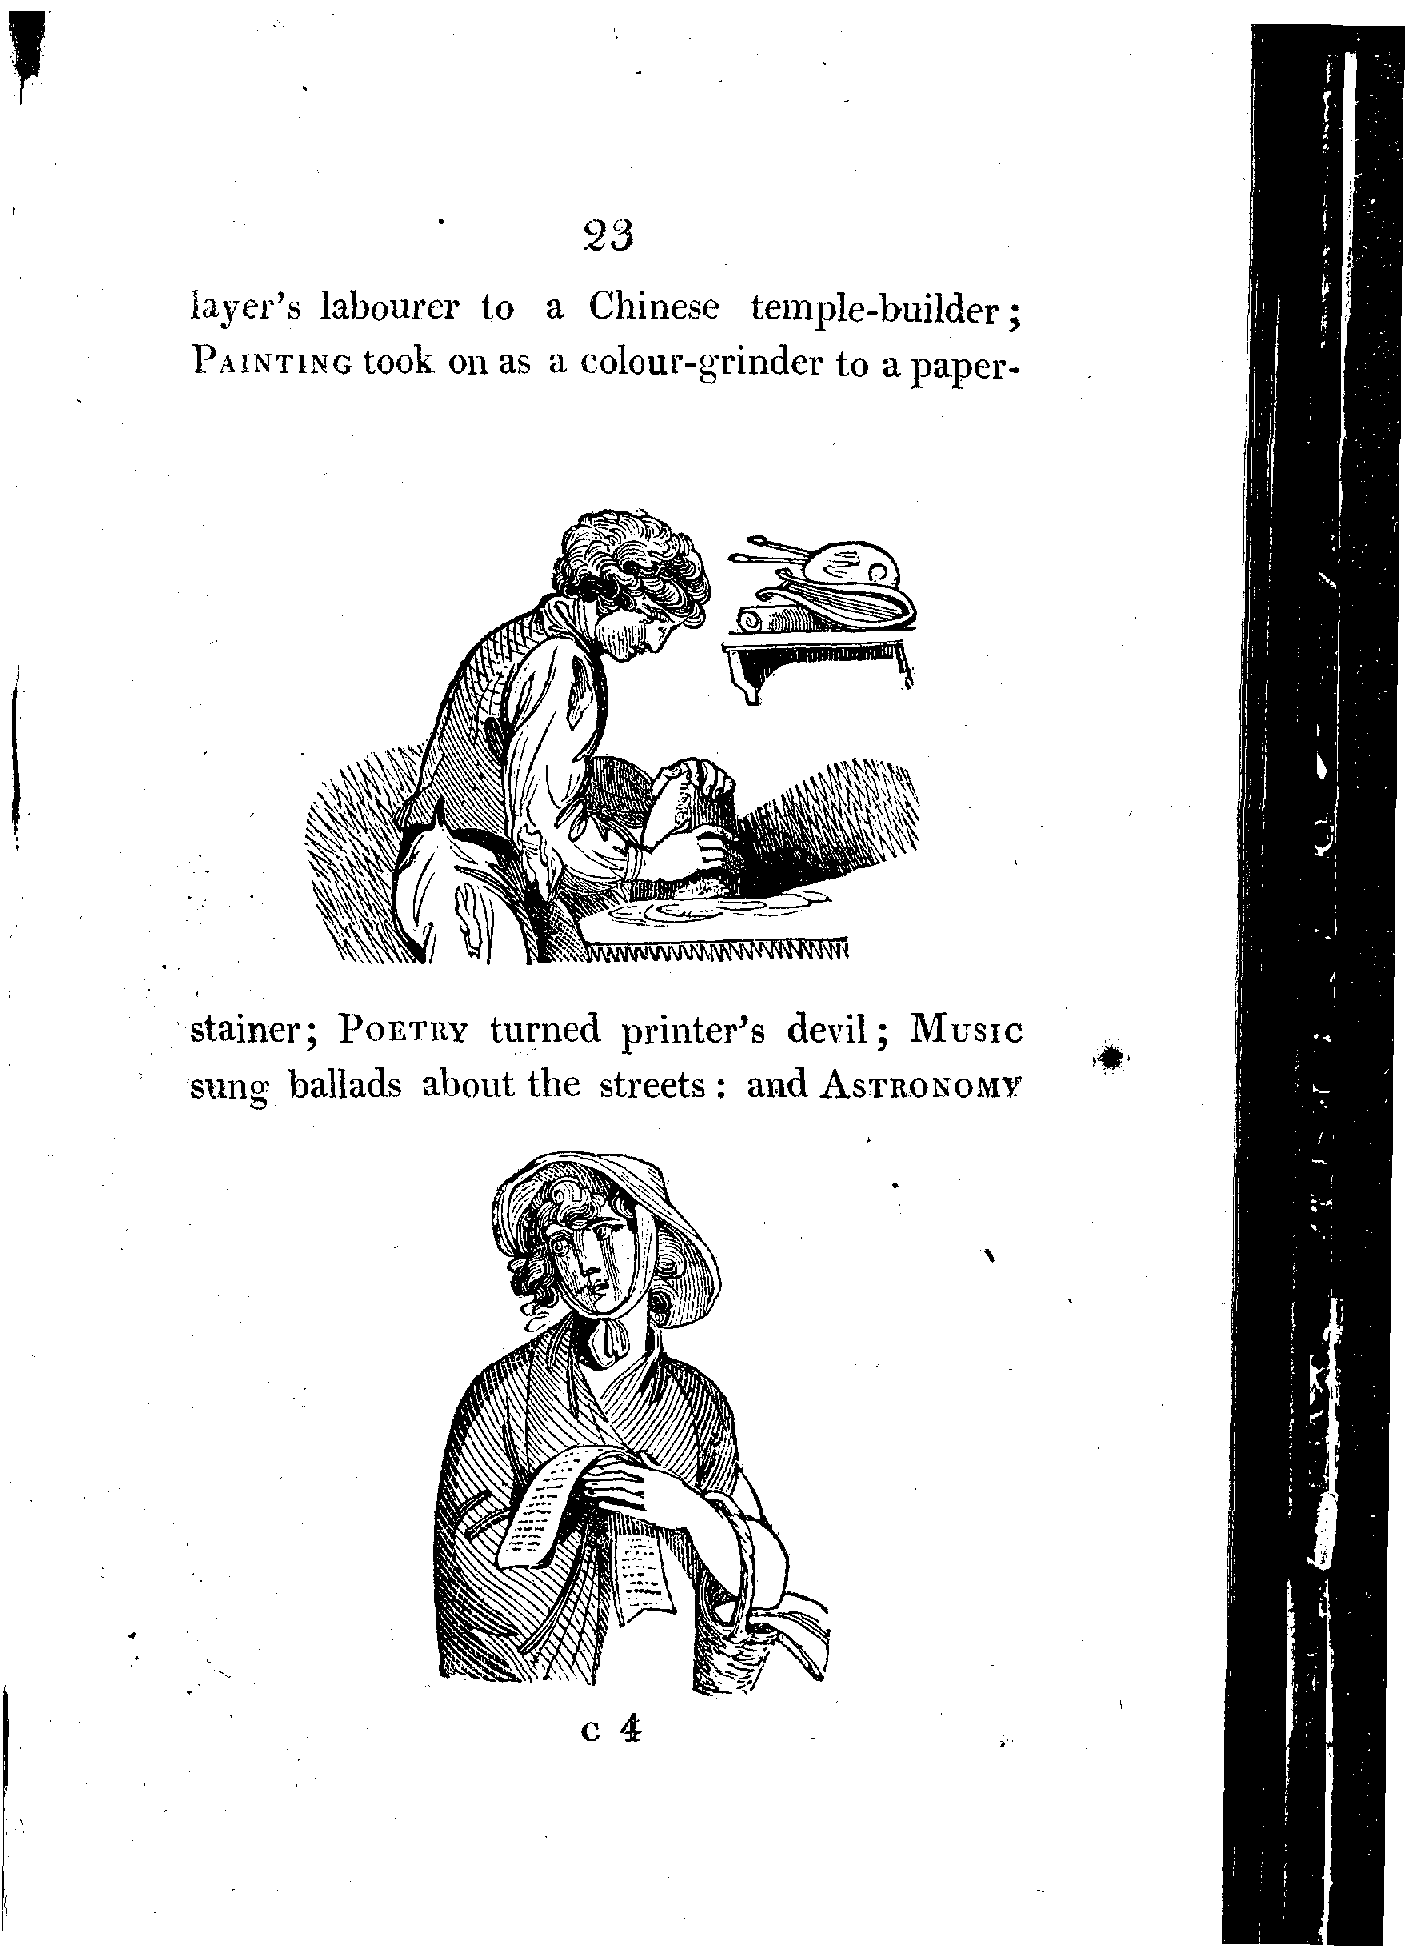 23
layer's labourer to a Chinese temple-builder;
PAINTING took on as a colour-grinder to a paper-
stainer; POETRY turned printer's devil; MUSIC
sung ballads about the streets: and ASTRONOMY
C 4